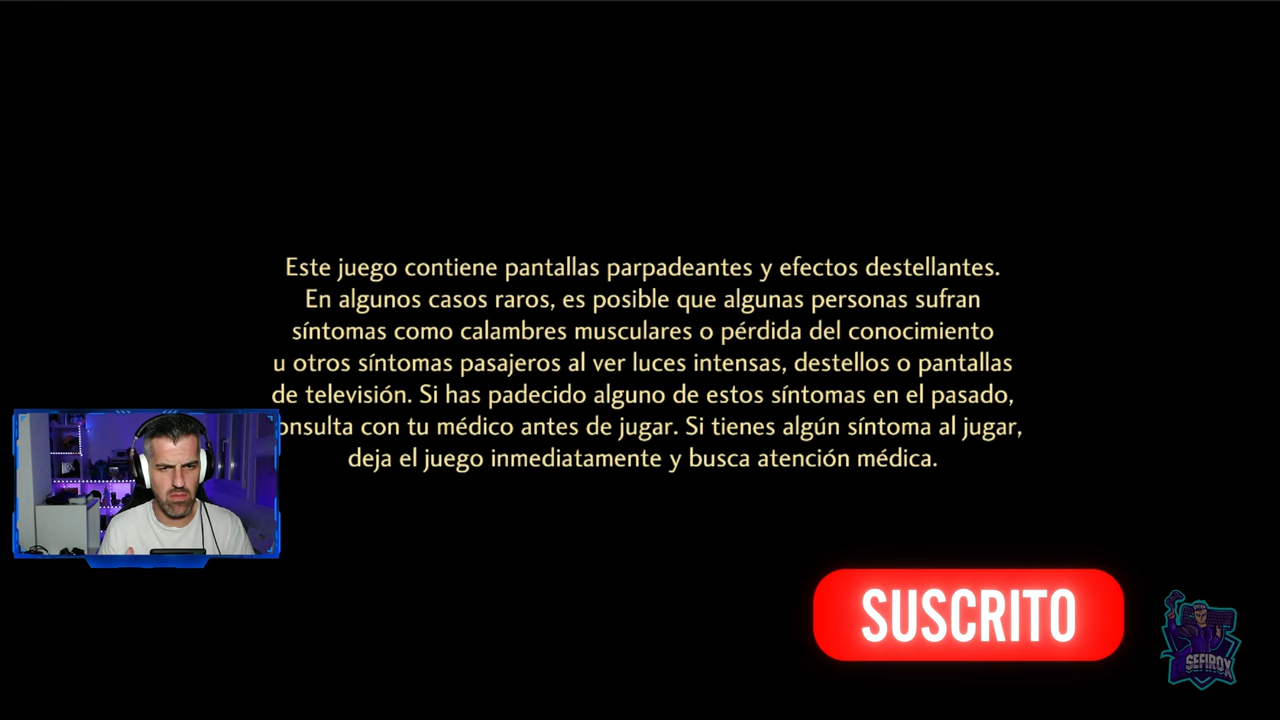 Este juego contiene pantallas parpadeantes y efectos destellantes.
En algunos casos raros, es posible que algunas personas sufran
síntomas como calambres musculares o pérdida del conocimiento
u otros síntomas pasajeros al ver luces intensas, destellos o pantallas
de televisión. Si has padecido alguno de estos síntomas en el pasado,
onsulta con tu médico antes de jugar. Si tienes algún síntoma al jugar,
deja el juego inmediatamente y busca atención médica.
SUSCRITO
SEFIROX